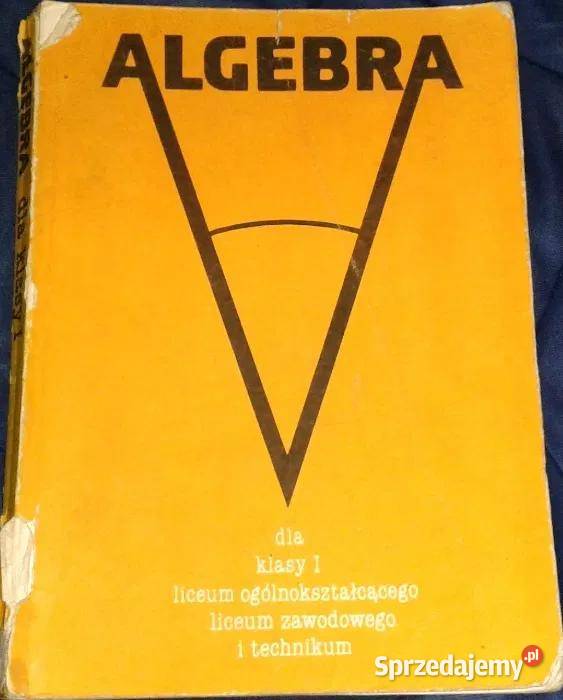 ALGEBRA
dla
klasy I
liceum ogólnokształcącego
liceum zawodowego
i technikum
ALGEBRA dla klasy I
Sprzedajemy.pl